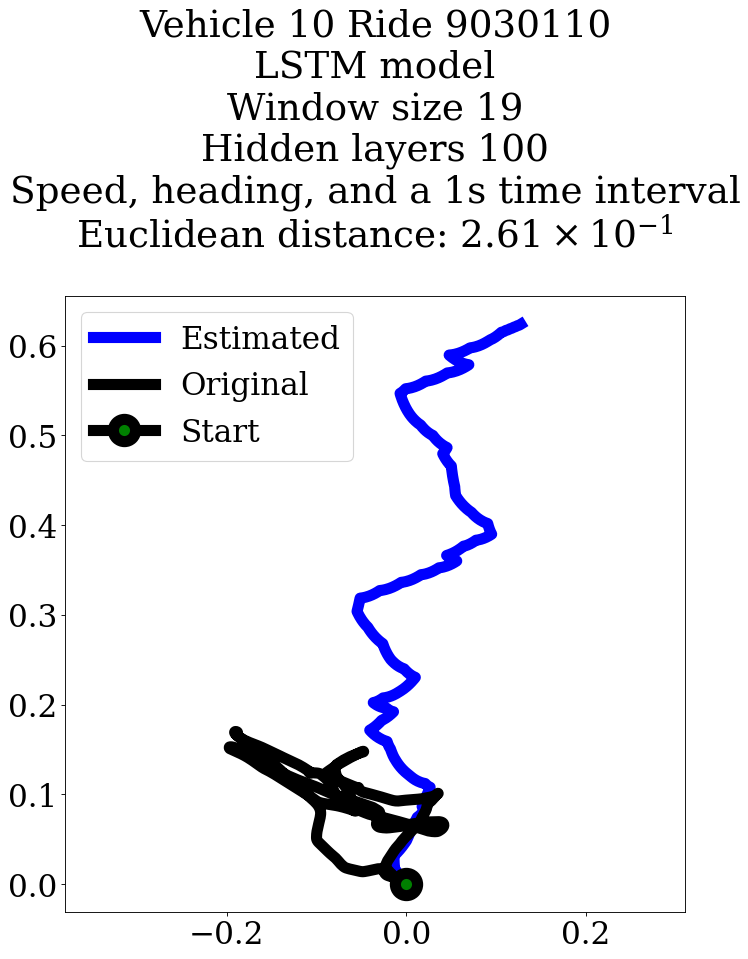 Vehicle 10 Ride 9030110
LSTM model
Window size 19
Hidden layers 100
Speed, heading, and a 1s time interval
Euclidean distance: 2.61 × 10⁻¹
Estimated
Original
Start
0.6
0.5
0.4
0.3
0.2
0.1
0.0
−0.2 0.0 0.2